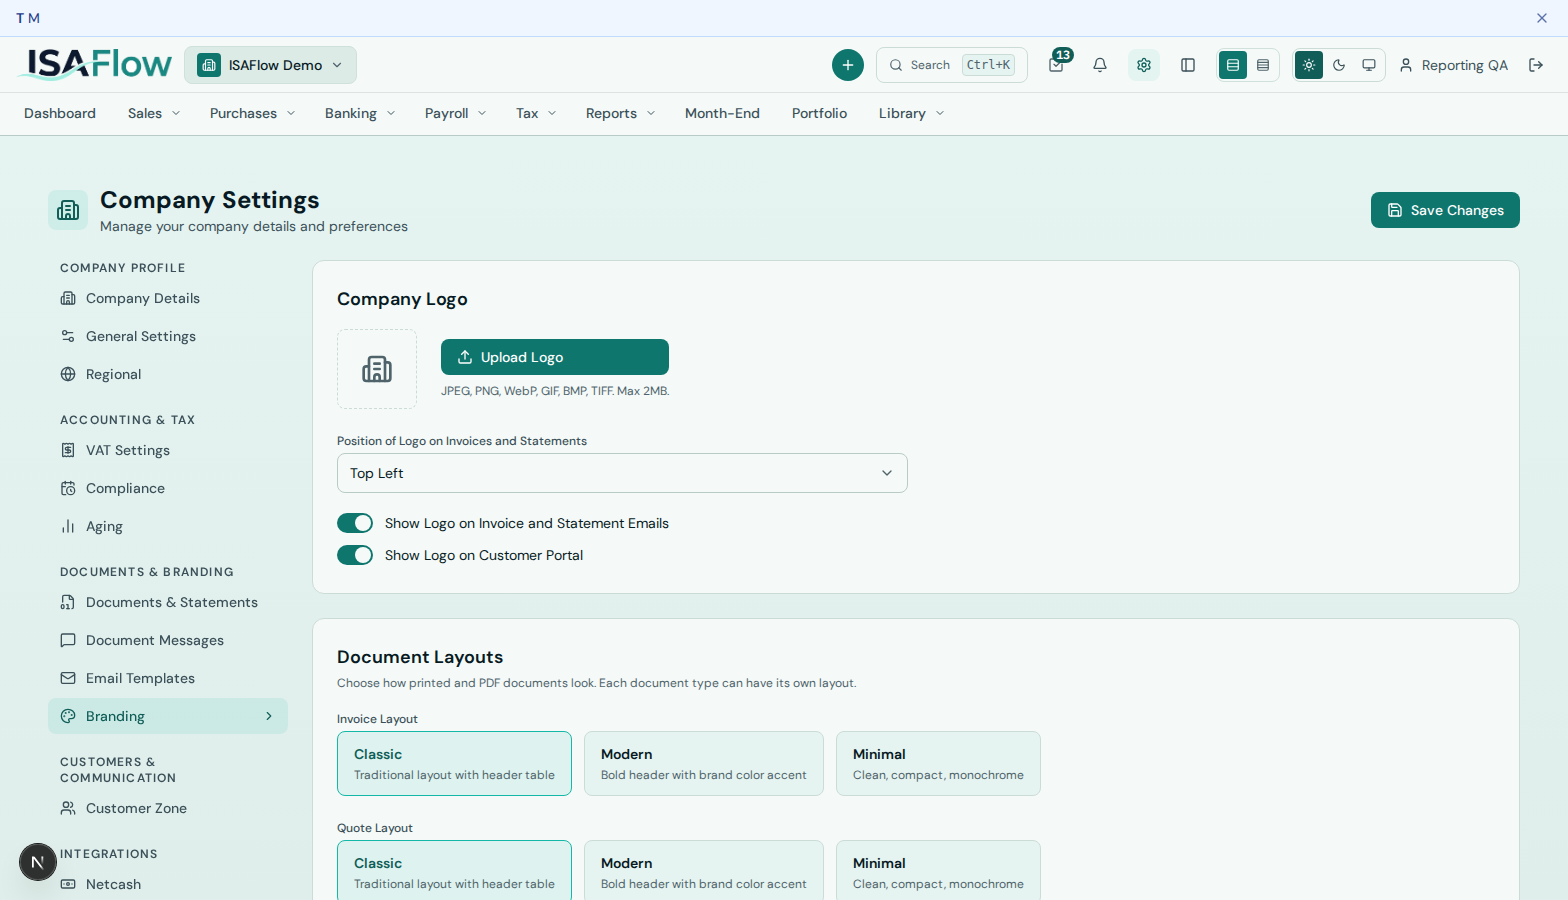 T M
ISAFlow
ISAFlow Demo
Search Ctrl+K
13
Reporting QA
Dashboard
Sales
Purchases
Banking
Payroll
Tax
Reports
Month-End
Portfolio
Library
Company Settings
Manage your company details and preferences
Save Changes
COMPANY PROFILE
Company Details
General Settings
Regional
ACCOUNTING & TAX
VAT Settings
Compliance
Aging
DOCUMENTS & BRANDING
Documents & Statements
Document Messages
Email Templates
Branding
CUSTOMERS &
COMMUNICATION
Customer Zone
INTEGRATIONS
Netcash
N
Company Logo
Upload Logo
JPEG, PNG, WebP, GIF, BMP, TIFF. Max 2MB.
Position of Logo on Invoices and Statements
Top Left
Show Logo on Invoice and Statement Emails
Show Logo on Customer Portal
Document Layouts
Choose how printed and PDF documents look. Each document type can have its own layout.
Invoice Layout
Classic
Traditional layout with header table
Modern
Bold header with brand color accent
Minimal
Clean, compact, monochrome
Quote Layout
Classic
Traditional layout with header table
Modern
Bold header with brand color accent
Minimal
Clean, compact, monochrome